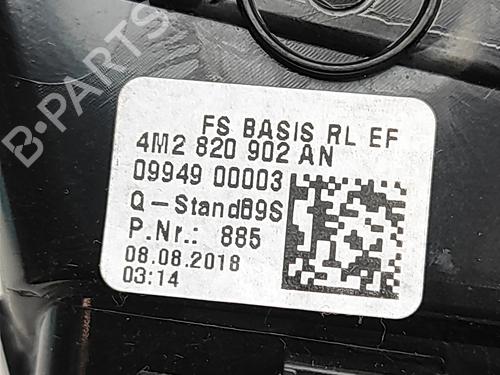 B-PARTS
FS BASIS RL EF
4M2 820 902 AN
09949 00003
Q-Stand89S
P.Nr.: 885
08.08.2018
03:14